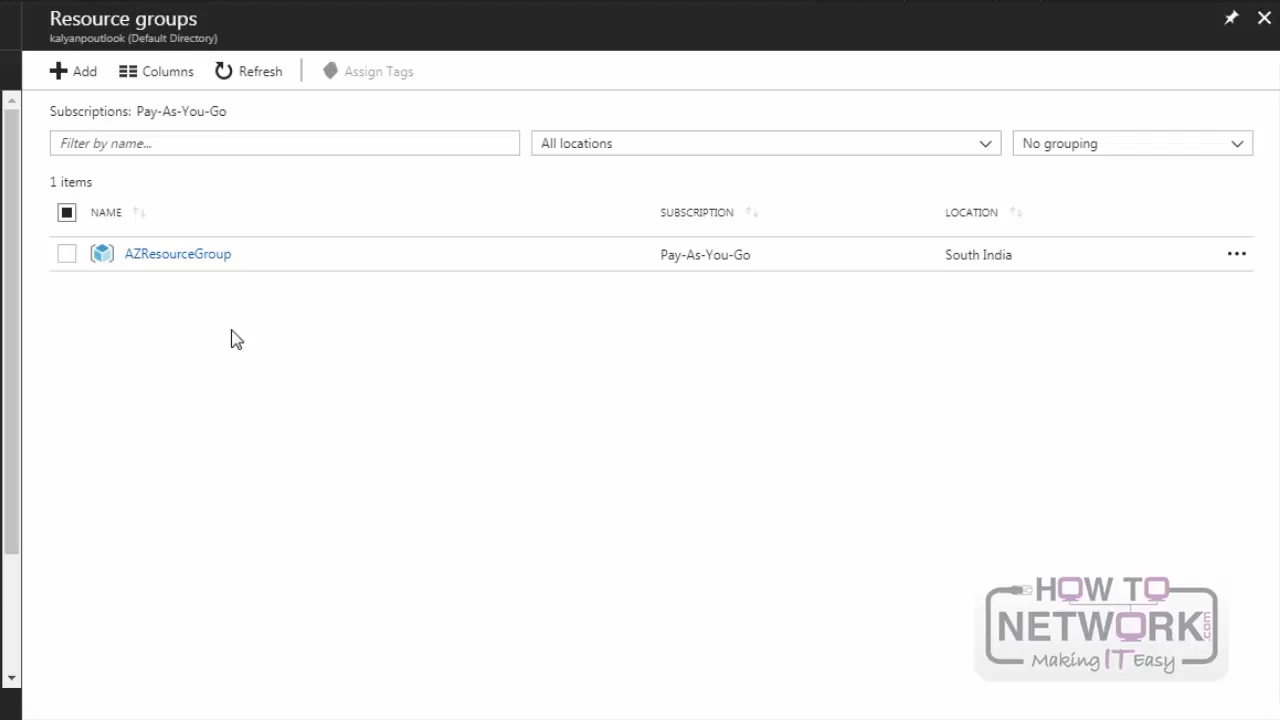 Resource groups
kalyanpoutlook (Default Directory)
Add Columns Refresh Assign Tags
Subscriptions: Pay-As-You-Go
Filter by name... All locations No grouping
1 items
NAME SUBSCRIPTION LOCATION
AZResourceGroup Pay-As-You-Go South India
HOW TO
NETWORK.com
Making IT Easy